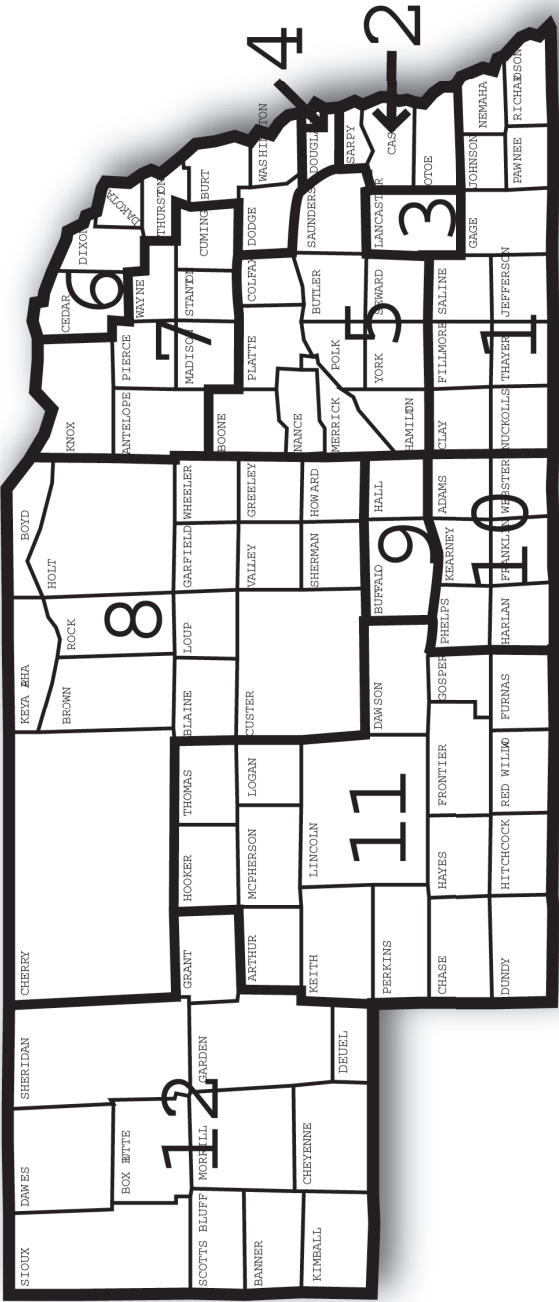 SIOUX
DAWES
SHERIDAN
CHERRY
KEYA PAHA
BOYD
BROWN
ROCK
HOLT
KNOX
CEDAR
DIXON
DAKOTA
BOX BUTTE
8
6
ANTELOPE
PIERCE
WAYNE
THURSTON
SCOTTS BLUFF
MORRILL
GARDEN
12
GRANT
HOOKER
THOMAS
BLAINE
LOUP
GARFIELD
WHEELER
MADISON
7
STANTON
CUMING
BURT
BANNER
ARTHUR
MCPHERSON
LOGAN
CUSTER
VALLEY
GREELEY
BOONE
PLATTE
COLFAX
DODGE
WASHINGTON
4
KIMBALL
CHEYENNE
DEUEL
KEITH
LINCOLN
SHERMAN
HOWARD
NANCE
MERRICK
POLK
BUTLER
SAUNDERS
DOUGLAS
SARPY
PERKINS
11
DAWSON
BUFFALO
9
HALL
HAMILTON
YORK
5
SEWARD
LANCASTER
3
CASS
2
OTOE
CHASE
HAYES
FRONTIER
GOSPER
PHELPS
KEARNEY
ADAMS
CLAY
FILLMORE
SALINE
GAGE
JOHNSON
NEMAHA
DUNDY
HITCHCOCK
RED WILLOW
FURNAS
HARLAN
FRANKLIN
10
WEBSTER
NUCKOLLS
THAYER
1
JEFFERSON
PAWNEE
RICHARDSON